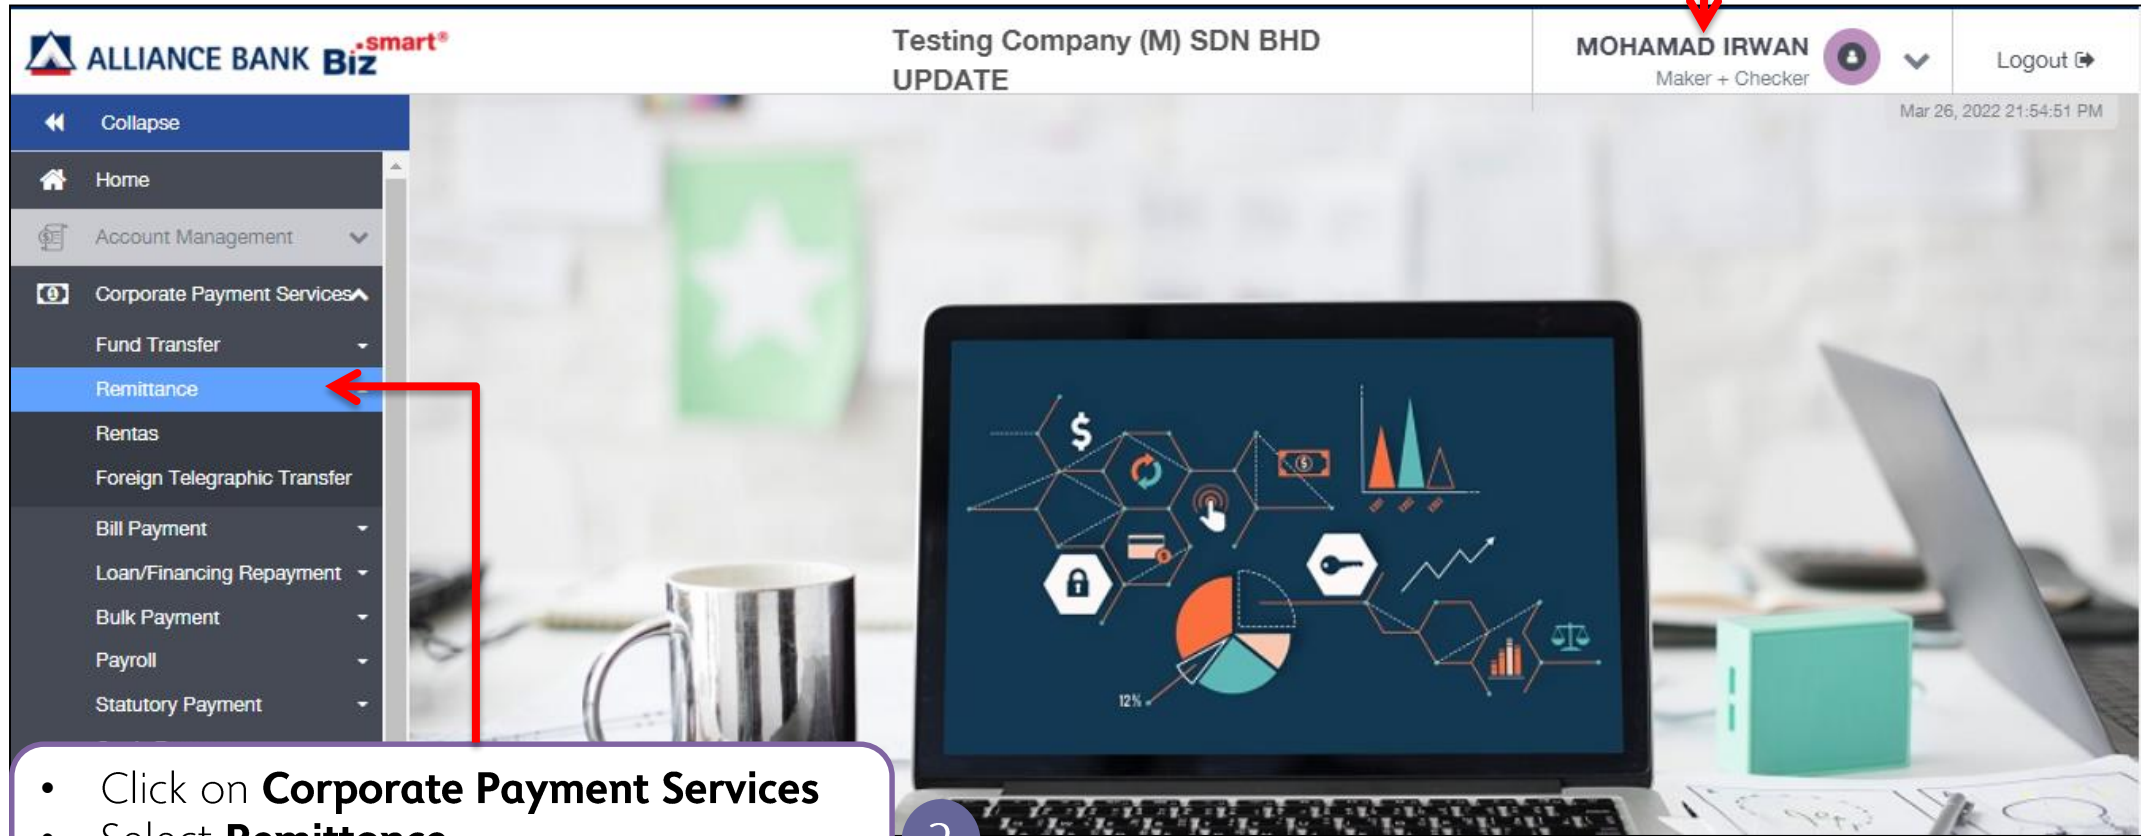 ALLIANCE BANK Biz.smart®
Testing Company (M) SDN BHD
UPDATE
MOHAMAD IRWAN
Maker + Checker
Logout
Mar 26, 2022 21:54:51 PM
Collapse
Home
Account Management
Corporate Payment Services
Fund Transfer
Remittance
Rentas
Foreign Telegraphic Transfer
Bill Payment
Loan/Financing Repayment
Bulk Payment
Payroll
Statutory Payment
$
12%
• Click on Corporate Payment Services
• Select Remittance